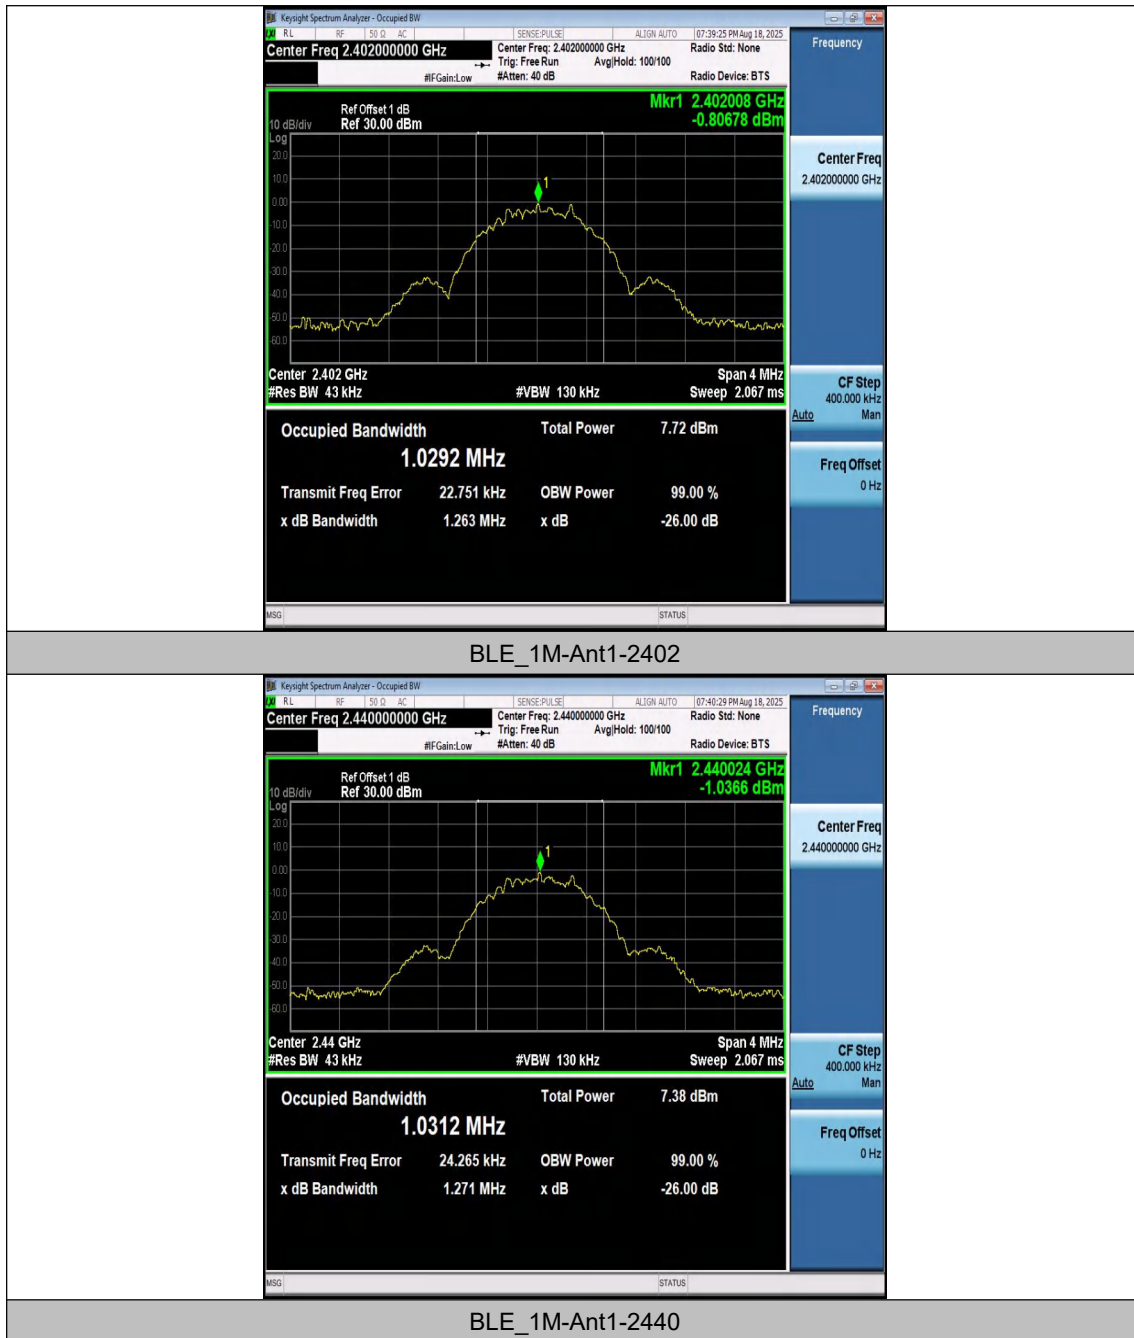 Keysight Spectrum Analyzer - Occupied BW
LXI RL RF 50 Ω AC SENSE:PULSE ALIGN AUTO 07:39:25 PM Aug 18, 2025
Center Freq 2.402000000 GHz Center Freq: 2.402000000 GHz Radio Std: None Frequency
Trig: Free Run Avg|Hold: 100/100
#IFGain:Low #Atten: 40 dB Radio Device: BTS
Mkr1 2.402008 GHz
-0.80678 dBm
Ref Offset 1 dB
10 dB/div Ref 30.00 dBm
Log
20.0
10.0
0.00
-10.0
-20.0
-30.0
-40.0
-50.0
-60.0
1
Center Freq
2.402000000 GHz
Center 2.402 GHz Span 4 MHz
#Res BW 43 kHz #VBW 130 kHz Sweep 2.067 ms
CF Step
400.000 kHz
Auto Man
Occupied Bandwidth Total Power 7.72 dBm
1.0292 MHz
Freq Offset
0 Hz
Transmit Freq Error 22.751 kHz OBW Power 99.00 %
x dB Bandwidth 1.263 MHz x dB -26.00 dB
MSG STATUS
BLE_1M-Ant1-2402
Keysight Spectrum Analyzer - Occupied BW
LXI RL RF 50 Ω AC SENSE:PULSE ALIGN AUTO 07:40:29 PM Aug 18, 2025
Center Freq 2.440000000 GHz Center Freq: 2.440000000 GHz Radio Std: None Frequency
Trig: Free Run Avg|Hold: 100/100
#IFGain:Low #Atten: 40 dB Radio Device: BTS
Mkr1 2.440024 GHz
-1.0366 dBm
Ref Offset 1 dB
10 dB/div Ref 30.00 dBm
Log
20.0
10.0
0.00
-10.0
-20.0
-30.0
-40.0
-50.0
-60.0
1
Center Freq
2.440000000 GHz
Center 2.44 GHz Span 4 MHz
#Res BW 43 kHz #VBW 130 kHz Sweep 2.067 ms
CF Step
400.000 kHz
Auto Man
Occupied Bandwidth Total Power 7.38 dBm
1.0312 MHz
Freq Offset
0 Hz
Transmit Freq Error 24.265 kHz OBW Power 99.00 %
x dB Bandwidth 1.271 MHz x dB -26.00 dB
MSG STATUS
BLE_1M-Ant1-2440